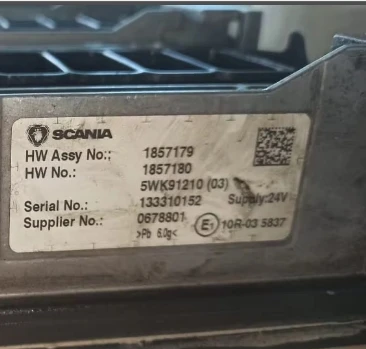 SCANIA
HW Assy No.: 1857179
HW No.: 1857180
5WK91210 (03)
Serial No.: 133310152 Supply:24V
Supplier No.: 0678801
>Pb 6.0g< E1 10R-03 5837